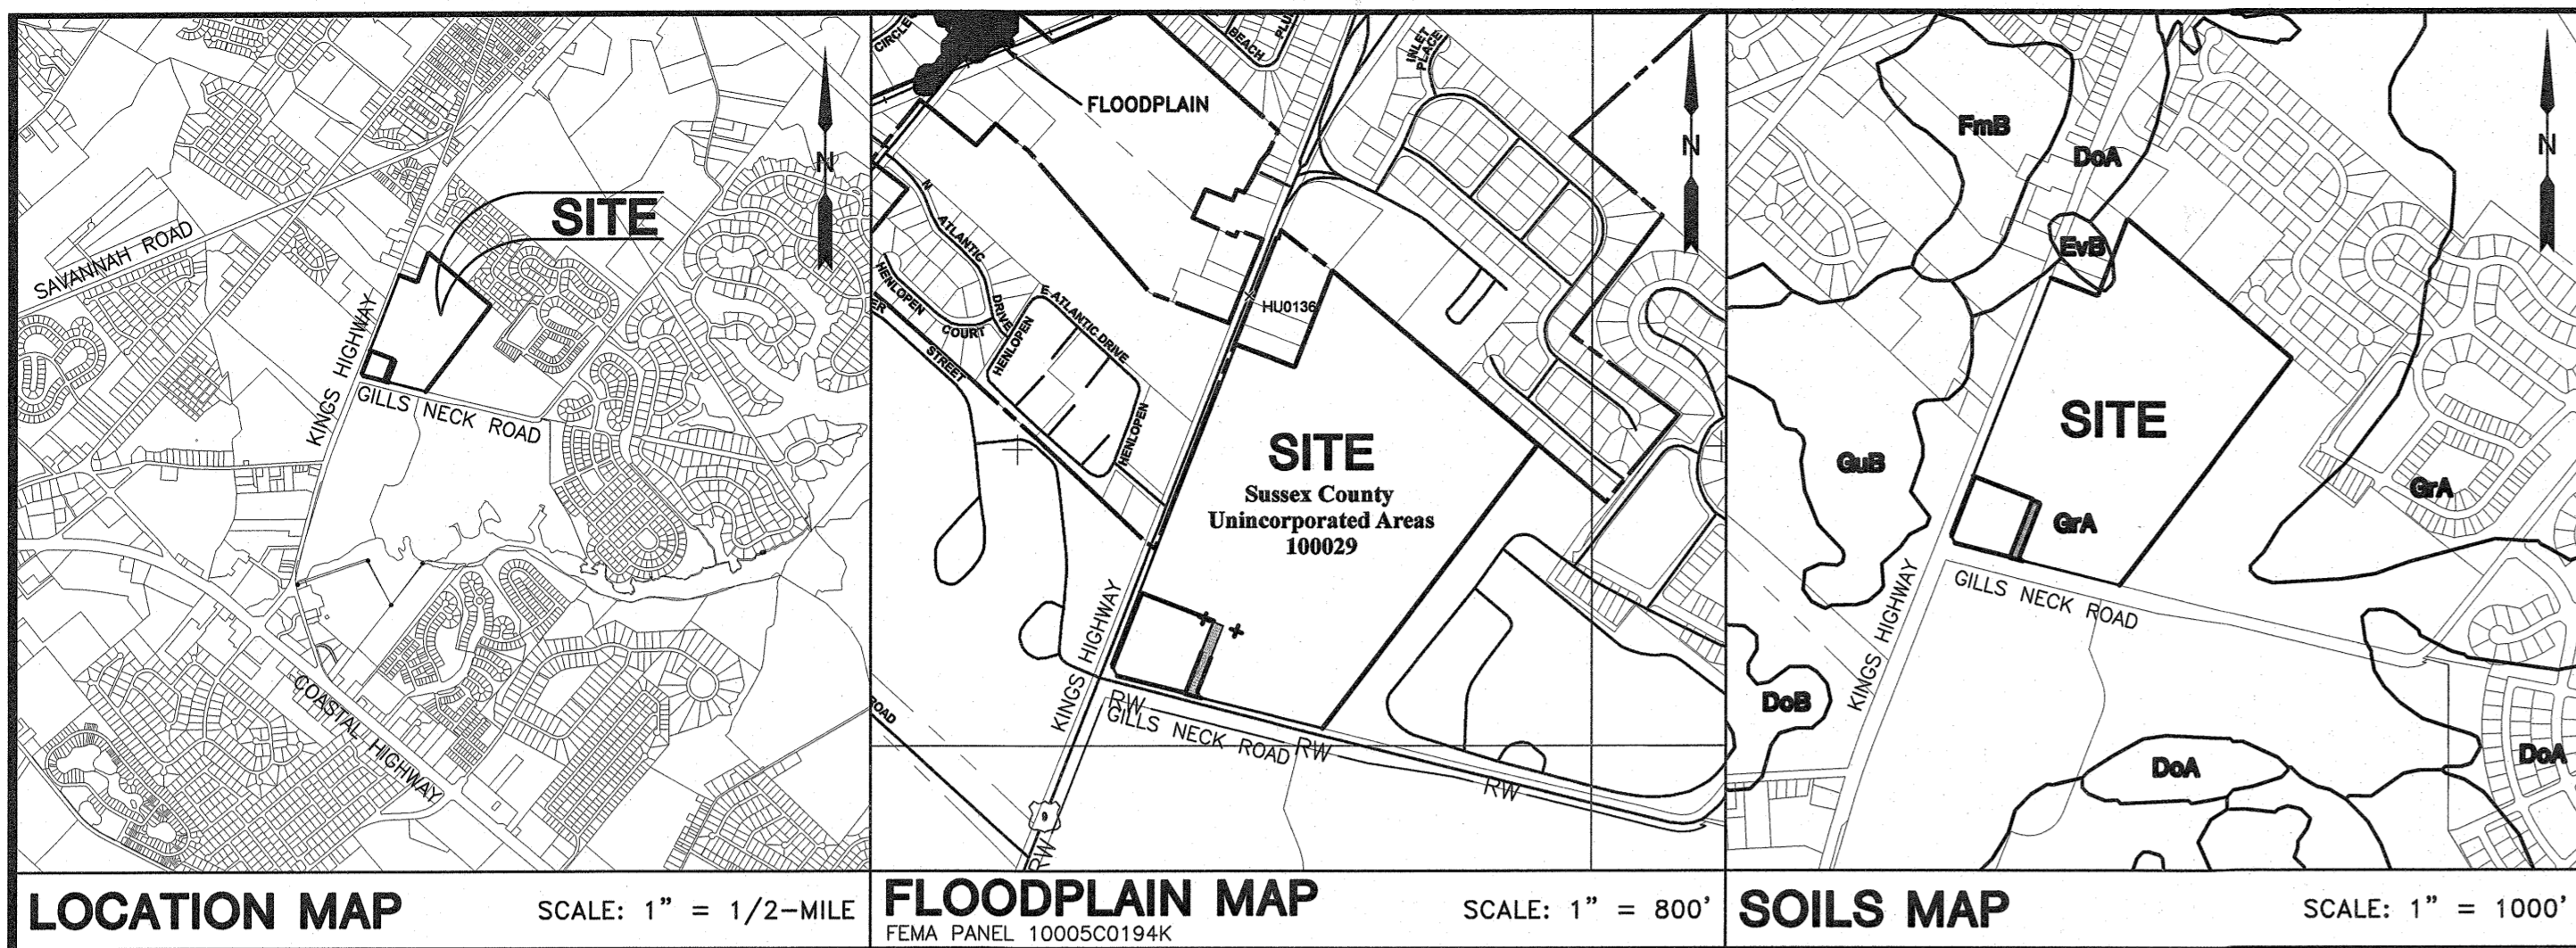 SITE
SAVANNAH ROAD
KINGS HIGHWAY
GILLS NECK ROAD
COASTAL HIGHWAY
N
LOCATION MAP
SCALE: 1" = 1/2-MILE
CIRCLE
BEACH
INLET
PLACE
FLOODPLAIN
N
N
ATLANTIC
DRIVE
HENLOPEN
COURT
STREET
HENLOPEN
E-ATLANTIC DRIVE
HENLOPEN
HU0136
SITE
Sussex County
Unincorporated Areas
100029
KINGS HIGHWAY
RW
GILLS NECK ROAD
RW
RW
RW
ROAD
FLOODPLAIN MAP
FEMA PANEL 10005C0194K
SCALE: 1" = 800'
FmB
DoA
N
EvB
SITE
GuB
GrA
GrA
GILLS NECK ROAD
KINGS HIGHWAY
DoB
DoA
DoA
SOILS MAP
SCALE: 1" = 1000'